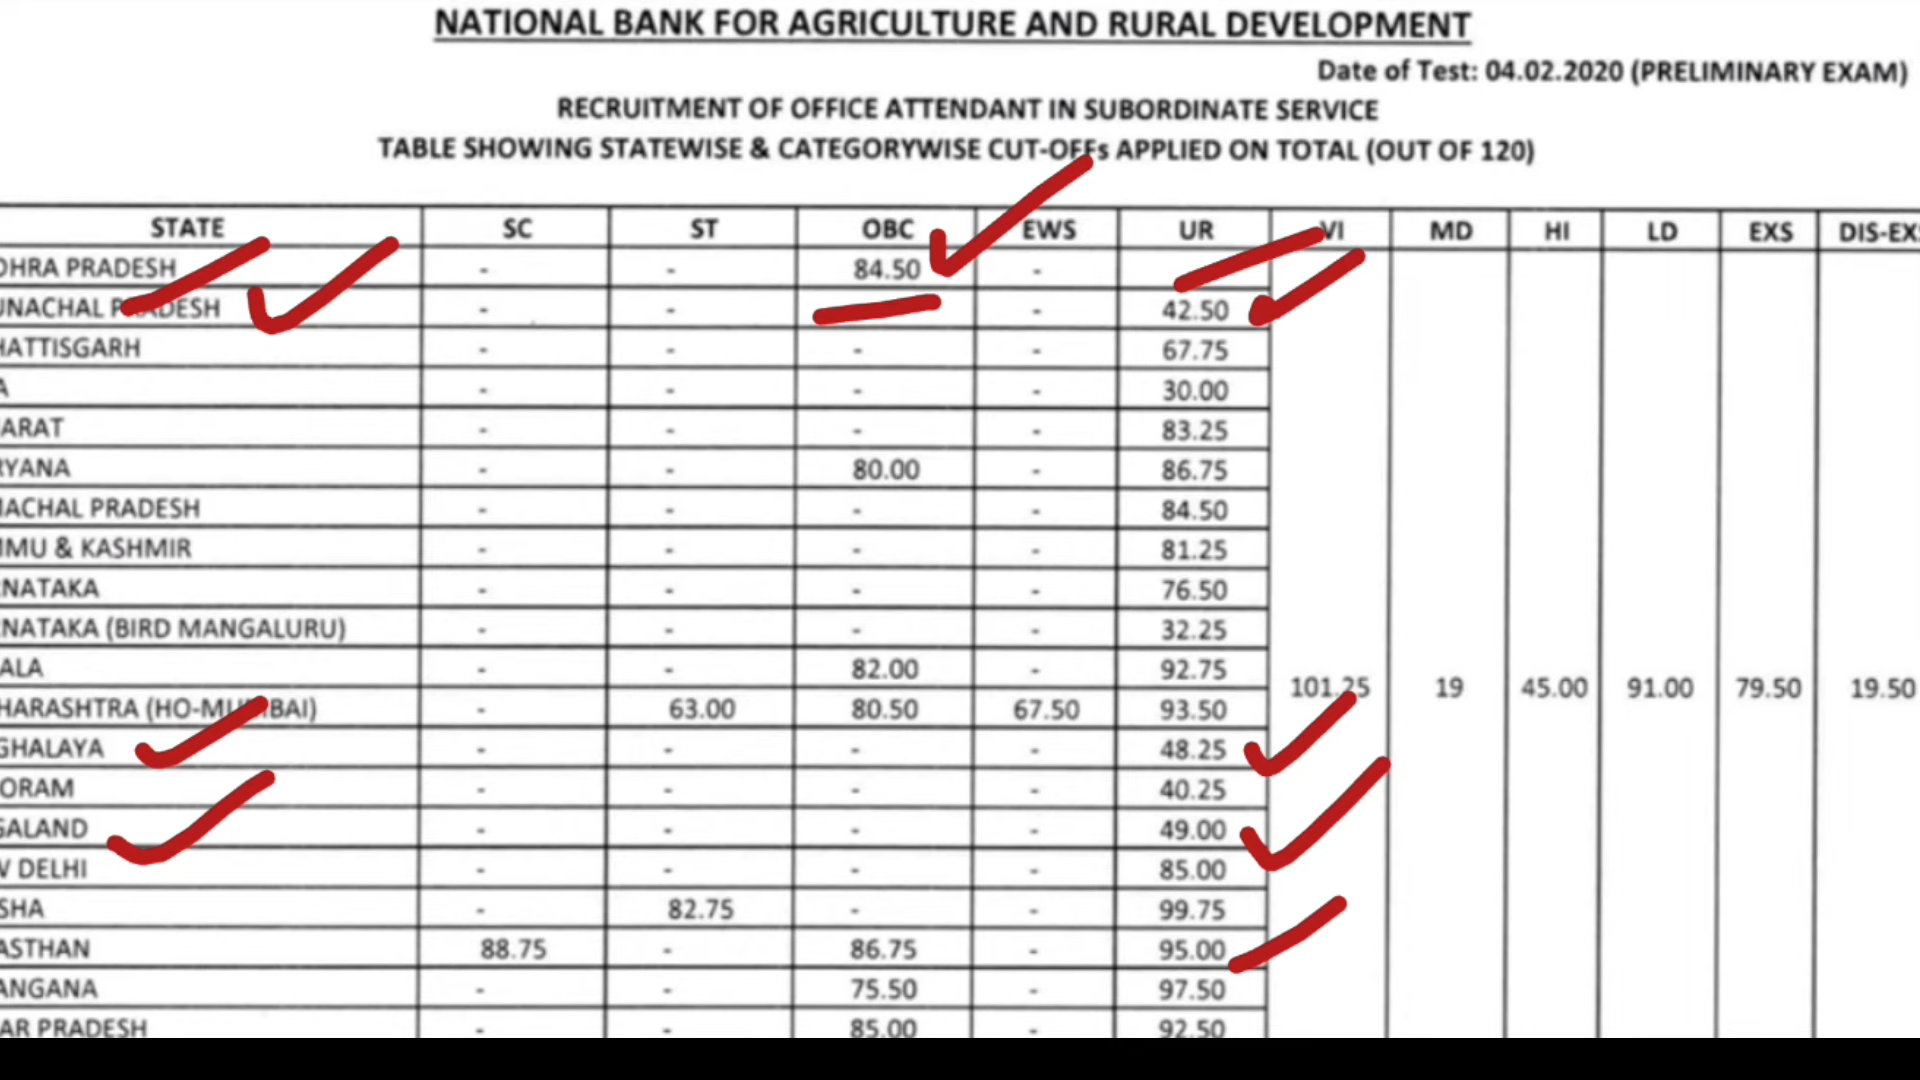 NATIONAL BANK FOR AGRICULTURE AND RURAL DEVELOPMENT
Date of Test: 04.02.2020 (PRELIMINARY EXAM)
RECRUITMENT OF OFFICE ATTENDANT IN SUBORDINATE SERVICE
TABLE SHOWING STATEWISE & CATEGORYWISE CUT-OFFs APPLIED ON TOTAL (OUT OF 120)
STATE SC ST OBC EWS UR VI MD HI LD EXS DIS-EXS
DHRA PRADESH - - 84.50 -
UNACHAL PRADESH - - - 42.50
HATTISGARH - - - - 67.75
A - - - - 30.00
ARAT - - - - 83.25
RYANA - - 80.00 - 86.75
MACHAL PRADESH - - - - 84.50
MMU & KASHMIR - - - - 81.25
RNATAKA - - - - 76.50
RNATAKA (BIRD MANGALURU) - - - - 32.25
ALA - - 82.00 - 92.75
101.25 19 45.00 91.00 79.50 19.50
HARASHTRA (HO-MUMBAI) - 63.00 80.50 67.50 93.50
GHALAYA - - - - 48.25
ORAM - - - - 40.25
GALAND - - - - 49.00
W DELHI - - - - 85.00
SHA - 82.75 - - 99.75
ASTHAN 88.75 - 86.75 - 95.00
ANGANA - - 75.50 - 97.50
AR PRADESH - - 85.00 - 92.50